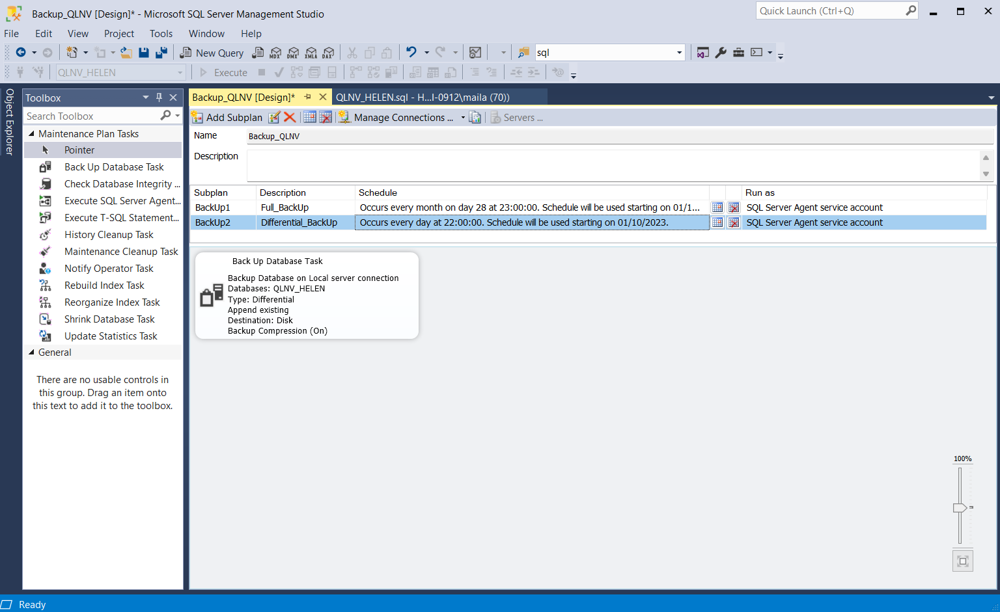 Backup_QLNV [Design]* - Microsoft SQL Server Management Studio
Quick Launch (Ctrl+Q)
File Edit View Project Tools Window Help
New Query MDX DMX XMLA DAX sql
QLNV_HELEN Execute
Object Explorer
Toolbox
Search Toolbox
Maintenance Plan Tasks
Pointer
Back Up Database Task
Check Database Integrity ...
Execute SQL Server Agent...
Execute T-SQL Statement...
History Cleanup Task
Maintenance Cleanup Task
Notify Operator Task
Rebuild Index Task
Reorganize Index Task
Shrink Database Task
Update Statistics Task
General
There are no usable controls in
this group. Drag an item onto
this text to add it to the toolbox.
Backup_QLNV [Design]* QLNV_HELEN.sql - H...I-0912\maila (70))
Add Subplan Manage Connections ... Servers ...
Name Backup_QLNV
Description
Subplan Description Schedule Run as
BackUp1 Full_BackUp Occurs every month on day 28 at 23:00:00. Schedule will be used starting on 01/1... SQL Server Agent service account
BackUp2 Differential_BackUp Occurs every day at 22:00:00. Schedule will be used starting on 01/10/2023. SQL Server Agent service account
Back Up Database Task
Backup Database on Local server connection
Databases: QLNV_HELEN
Type: Differential
Append existing
Destination: Disk
Backup Compression (On)
100%
Ready